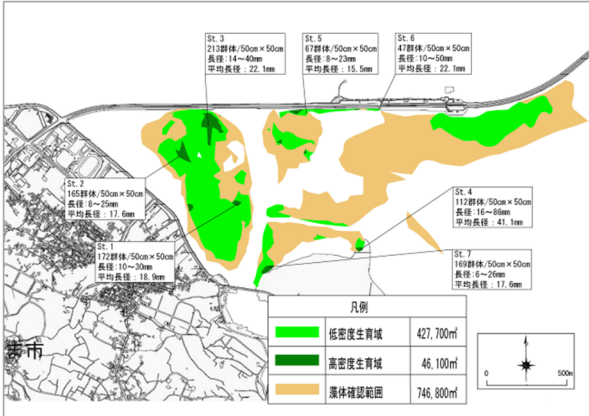 St. 3
213群体/50cm×50cm
長径:14～40mm
平均長径:22.1mm
St. 5
67群体/50cm×50cm
長径:8～23mm
平均長径:15.5mm
St. 6
47群体/50cm×50cm
長径:10～50mm
平均長径:22.1mm
St. 2
165群体/50cm×50cm
長径:8～25mm
平均長径:17.6mm
St. 4
112群体/50cm×50cm
長径:16～86mm
平均長径:41.1mm
St. 1
172群体/50cm×50cm
長径:10～30mm
平均長径:18.9mm
St. 7
169群体/50cm×50cm
長径:6～26mm
平均長径:17.6mm
ま市
凡例
低密度生育域 427,700㎡
高密度生育域 46,100㎡
藻体確認範囲 746,800㎡
0 500m